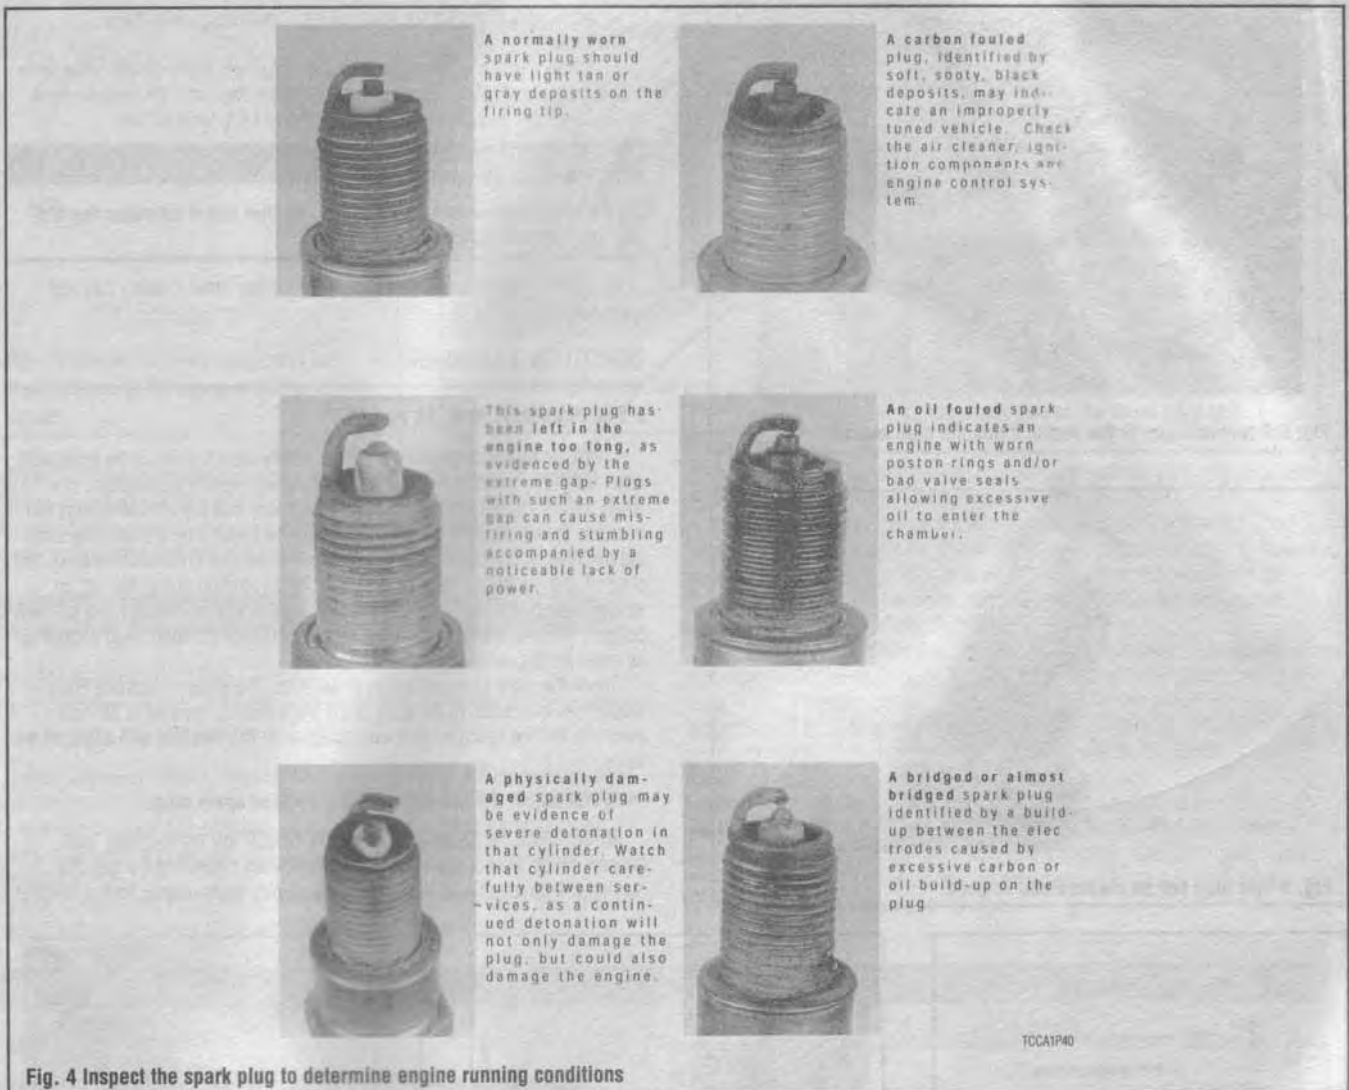 A normally worn
spark plug should
have light tan or
gray deposits on the
firing tip.
A carbon fouled
plug, identified by
soft, sooty, black
deposits, may indi-
cate an improperly
tuned vehicle. Check
the air cleaner, igni-
tion components and
engine control sys-
tem.
This spark plug has
been left in the
engine too long, as
evidenced by the
extreme gap- Plugs
with such an extreme
gap can cause mis-
firing and stumbling
accompanied by a
noticeable lack of
power.
An oil fouled spark
plug indicates an
engine with worn
poston rings and/or
bad valve seals
allowing excessive
oil to enter the
chamber.
A physically dam-
aged spark plug may
be evidence of
severe detonation in
that cylinder. Watch
that cylinder care-
fully between ser-
vices, as a contin-
ued detonation will
not only damage the
plug, but could also
damage the engine.
A bridged or almost
bridged spark plug
identified by a build-
up between the elec
trodes caused by
excessive carbon or
oil build-up on the
plug
TCCA1P40
Fig. 4 Inspect the spark plug to determine engine running conditions